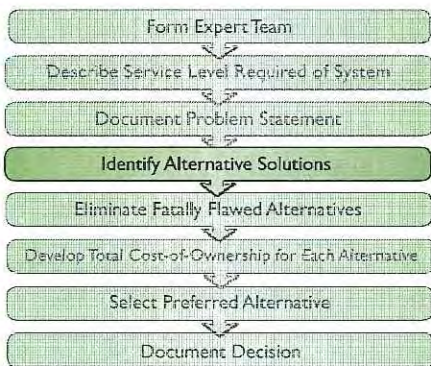 Form Expert Team
Describe Service Level Required of System
Document Problem Statement
Identify Alternative Solutions
Eliminate Fatally Flawed Alternatives
Develop Total Cost-of-Ownership for Each Alternative
Select Preferred Alternative
Document Decision